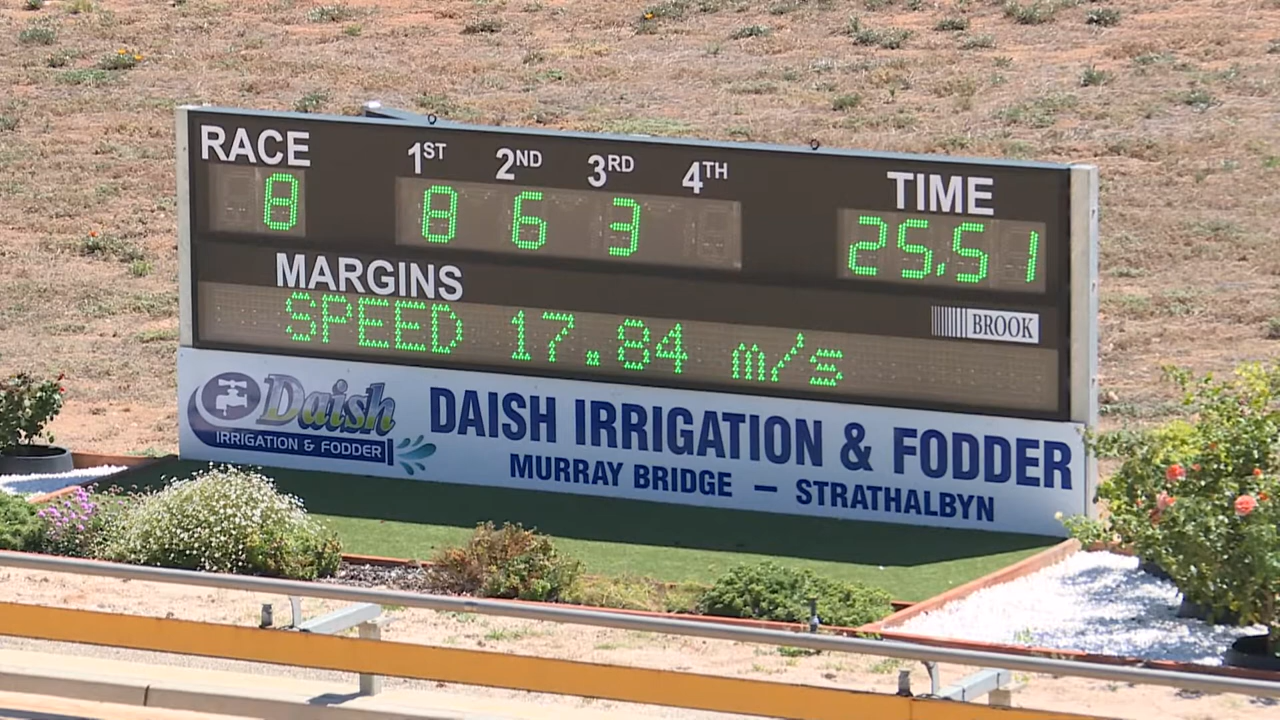 RACE 1ST 2ND 3RD 4TH TIME
8 8 6 3 25.51
MARGINS
SPEED 17.84 m/s
BROOK
Daish
IRRIGATION & FODDER
DAISH IRRIGATION & FODDER
MURRAY BRIDGE – STRATHALBYN